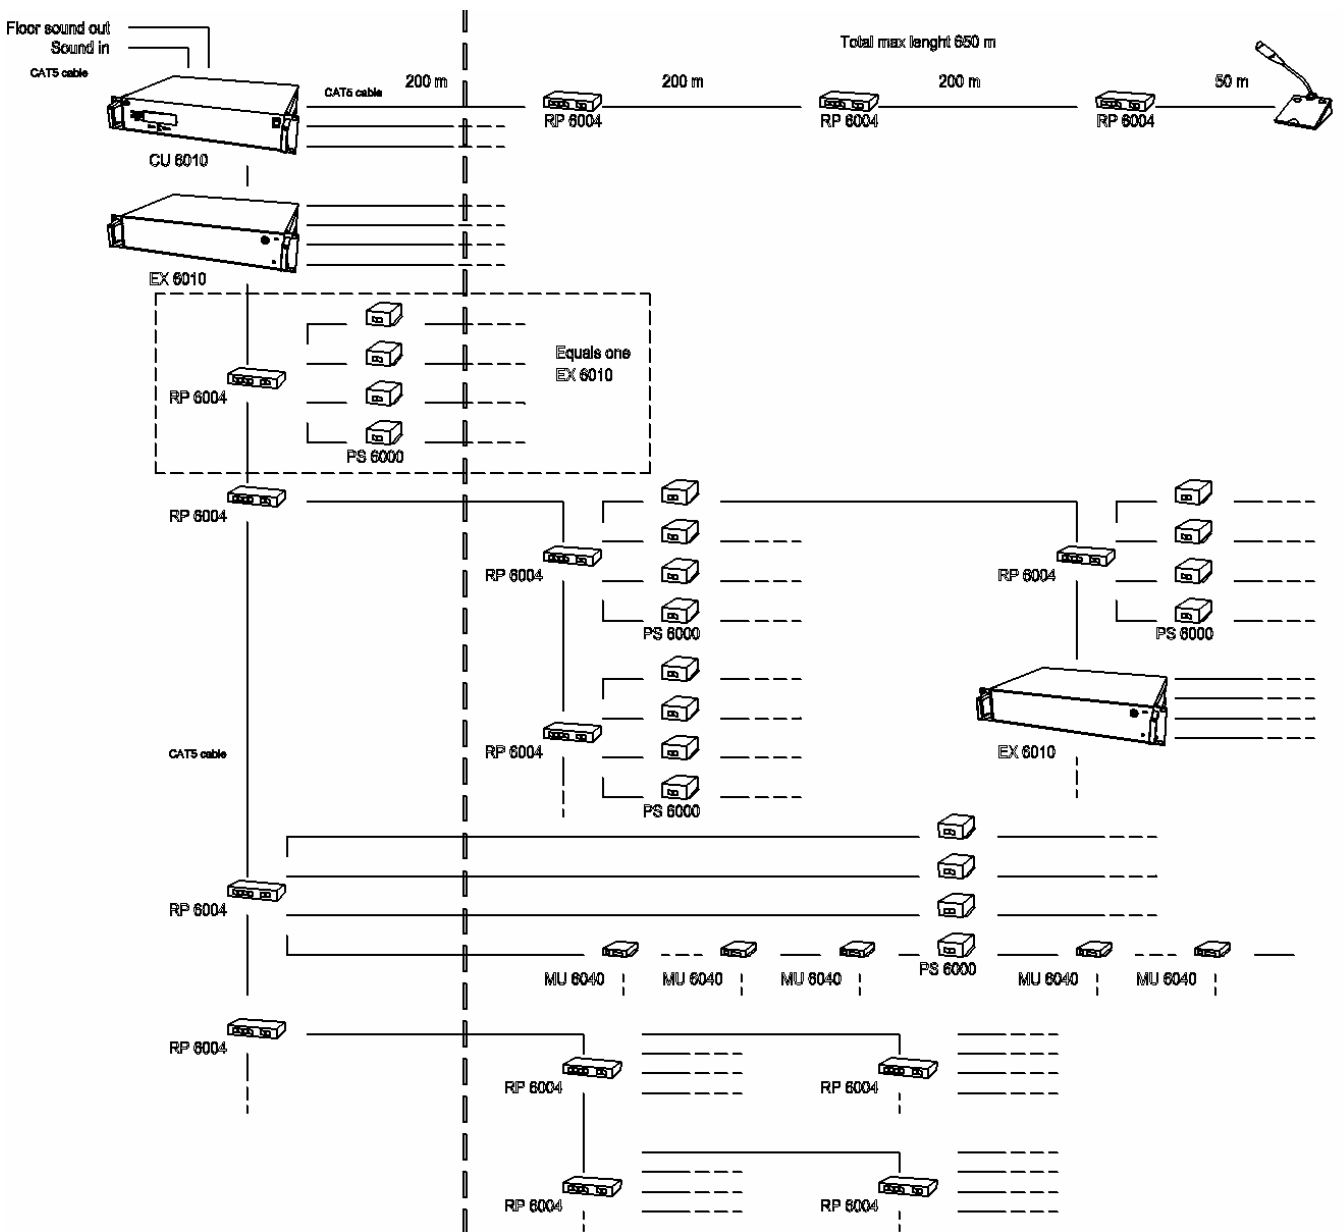 Floor sound out
Sound in
Total max lenght 650 m
CAT5 cable
CAT5 cable
200 m
200 m
200 m
50 m
RP 6004
RP 6004
RP 6004
CU 6010
EX 6010
Equals one
EX 6010
RP 6004
PS 6000
RP 6004
RP 6004
RP 6004
PS 6000
PS 6000
RP 6004
EX 6010
CAT5 cable
PS 6000
RP 6004
MU 6040
MU 6040
MU 6040
PS 6000
MU 6040
MU 6040
RP 6004
RP 6004
RP 6004
RP 6004
RP 6004